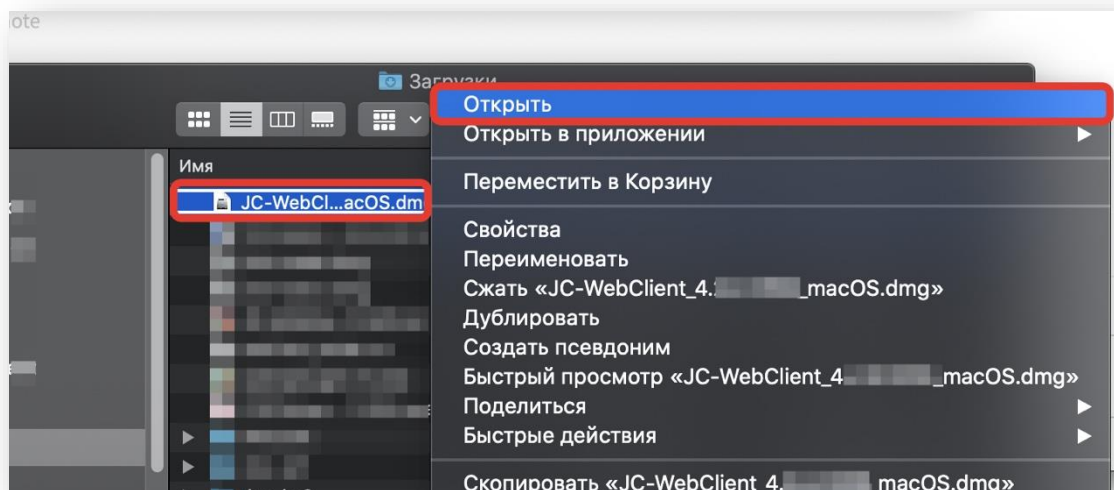 ote
Загрузки
Открыть
Открыть в приложении
Имя
Переместить в Корзину
JC-WebCl...acOS.dm
Свойства
Переименовать
Сжать «JC-WebClient_4. _macOS.dmg»
Дублировать
Создать псевдоним
Быстрый просмотр «JC-WebClient_4 _macOS.dmg»
Поделиться
Быстрые действия
Скопировать «JC-WebClient_4. macOS.dmg»